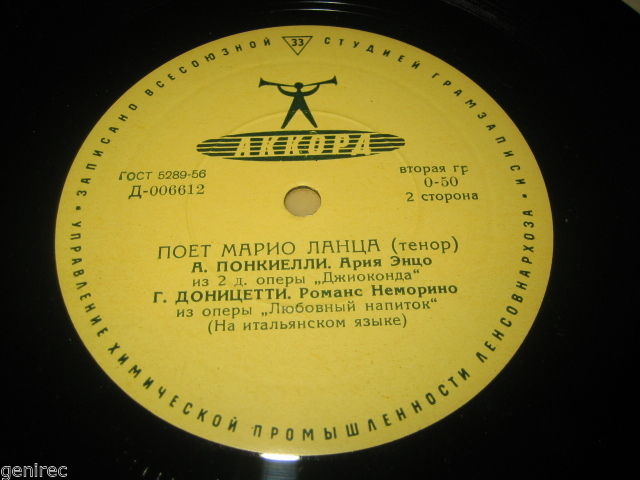 ЗАПИСАНО ВСЕСОЮЗНОЙ 33 СТУДИЕЙ ГРАМЗАПИСИ
АККОРД
ГОСТ 5289-56
Д-006612
вторая гр
0-50
2 сторона
ПОЕТ МАРИО ЛАНЦА (тенор)
А. ПОНКИЕЛЛИ. Ария Энцо
из 2 д. оперы „Джиоконда"
Г. ДОНИЦЕТТИ. Романс Неморино
из оперы „Любовный напиток"
(На итальянском языке)
УПРАВЛЕНИЕ ХИМИЧЕСКОЙ ПРОМЫШЛЕННОСТИ ЛЕНСОВНАРХОЗА
genirec